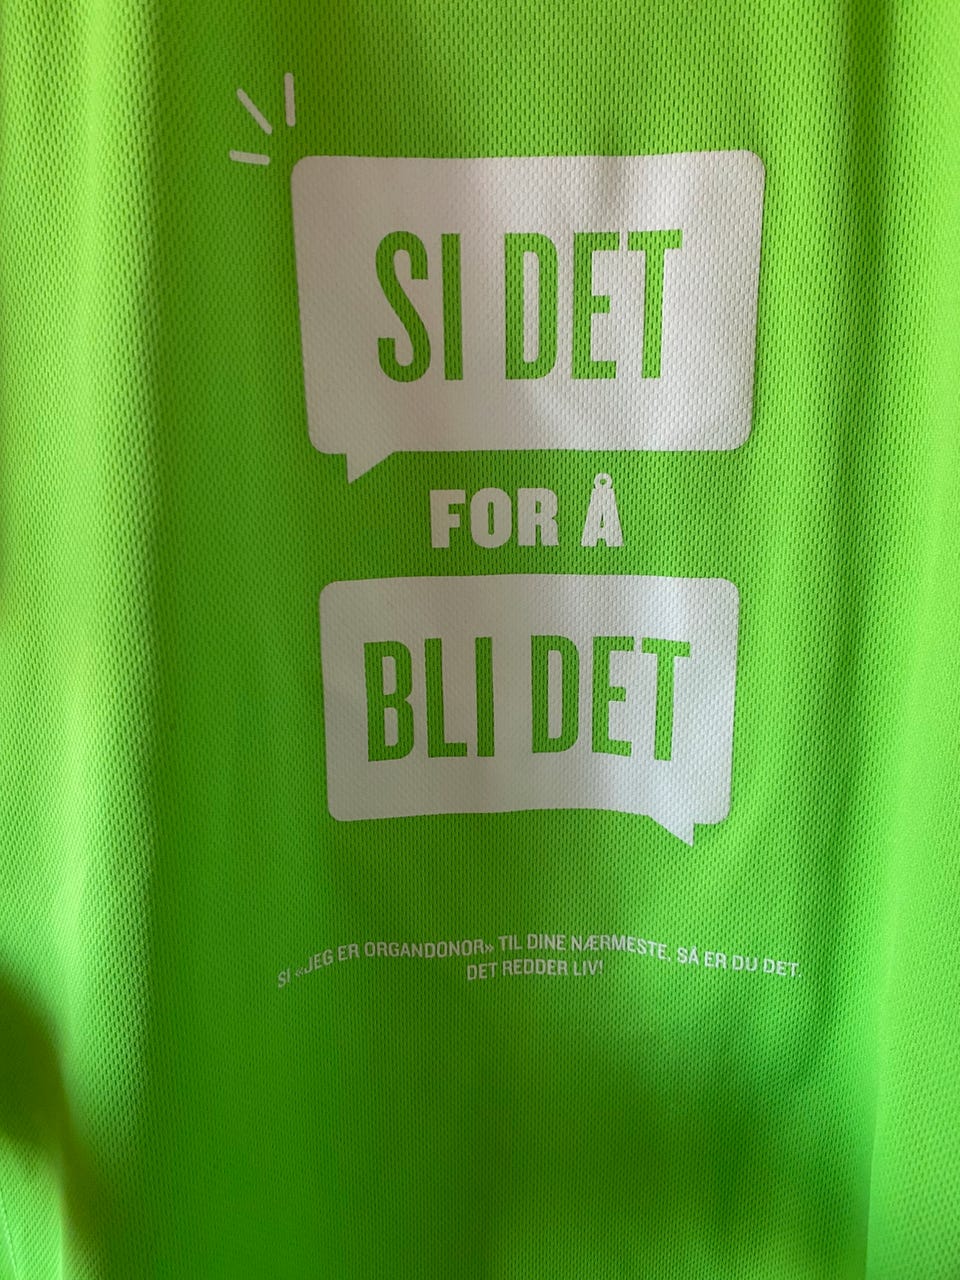 SI DET
FOR Å
BLI DET
SI «JEG ER ORGANDONOR» TIL DINE NÆRMESTE, SÅ ER DU DET.
DET REDDER LIV!